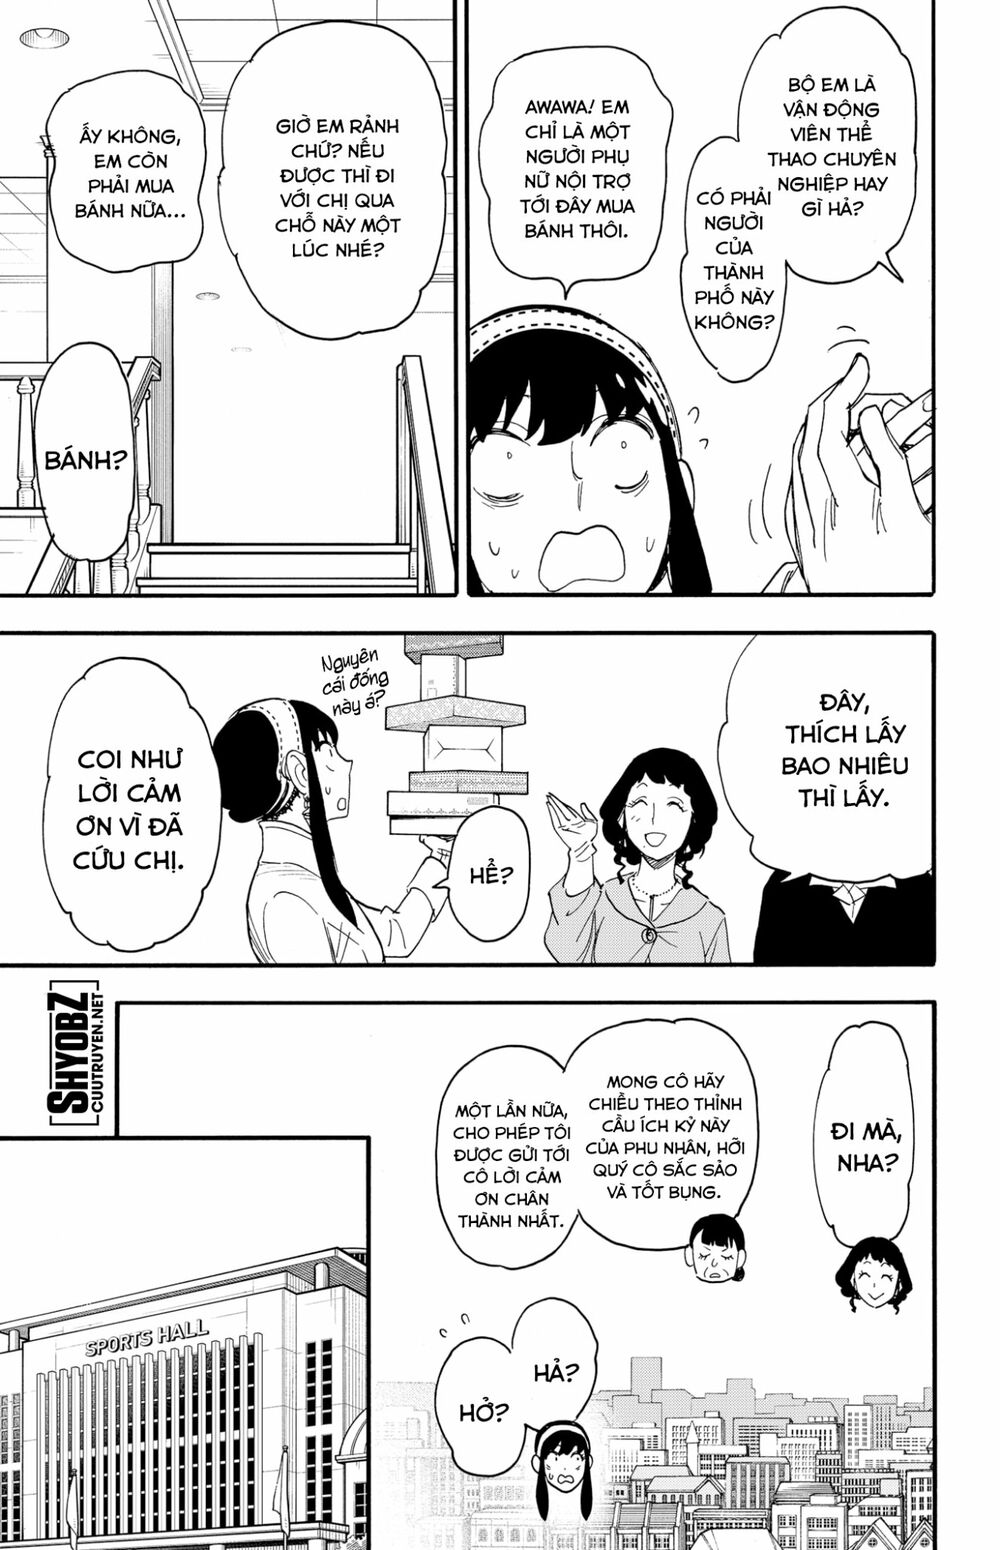 BỘ EM LÀ
VẬN ĐỘNG
VIÊN THỂ
THAO CHUYÊN
NGHIỆP HAY
GÌ HẢ?
CÓ PHẢI
NGƯỜI
CỦA
THÀNH
PHỐ NÀY
KHÔNG?
AWAWA! EM
CHỈ LÀ MỘT
NGƯỜI PHỤ
NỮ NỘI TRỢ
TỚI ĐÂY MUA
BÁNH THÔI.
GIỜ EM RẢNH
CHỨ? NẾU
ĐƯỢC THÌ ĐI
VỚI CHỊ QUA
CHỖ NÀY MỘT
LÚC NHÉ?
ẤY KHÔNG,
EM CÒN
PHẢI MUA
BÁNH NỮA...
BÁNH?
ĐÂY,
THÍCH LẤY
BAO NHIÊU
THÌ LẤY.
HỂ?
Nguyên
cái đống
này á?
COI NHƯ
LỜI CẢM
ƠN VÌ ĐÃ
CỨU CHỊ.
ĐI MÀ,
NHA?
MONG CÔ HÃY
CHIỀU THEO THỈNH
CẦU ÍCH KỶ NÀY
CỦA PHU NHÂN, HỠI
QUÝ CÔ SẮC SẢO
VÀ TỐT BỤNG.
MỘT LẦN NỮA,
CHO PHÉP TÔI
ĐƯỢC GỬI TỚI
CÔ LỜI CẢM
ƠN CHÂN
THÀNH NHẤT.
HẢ?
HỞ?
SPORTS HALL
SHYOBZ
CUUTRUYEN.NET